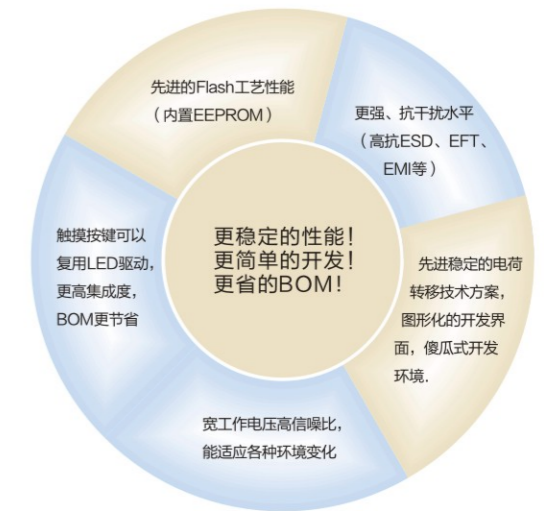 先进的Flash工艺性能
（内置EEPROM）
更强、抗干扰水平
（高抗ESD、EFT、
EMI等）
触摸按键可以
复用LED驱动，
更高集成度，
BOM更节省
更稳定的性能！
更简单的开发！
更省的BOM！
先进稳定的电荷
转移技术方案，
图形化的开发界
面，傻瓜式开发
环境.
宽工作电压高信噪比，
能适应各种环境变化